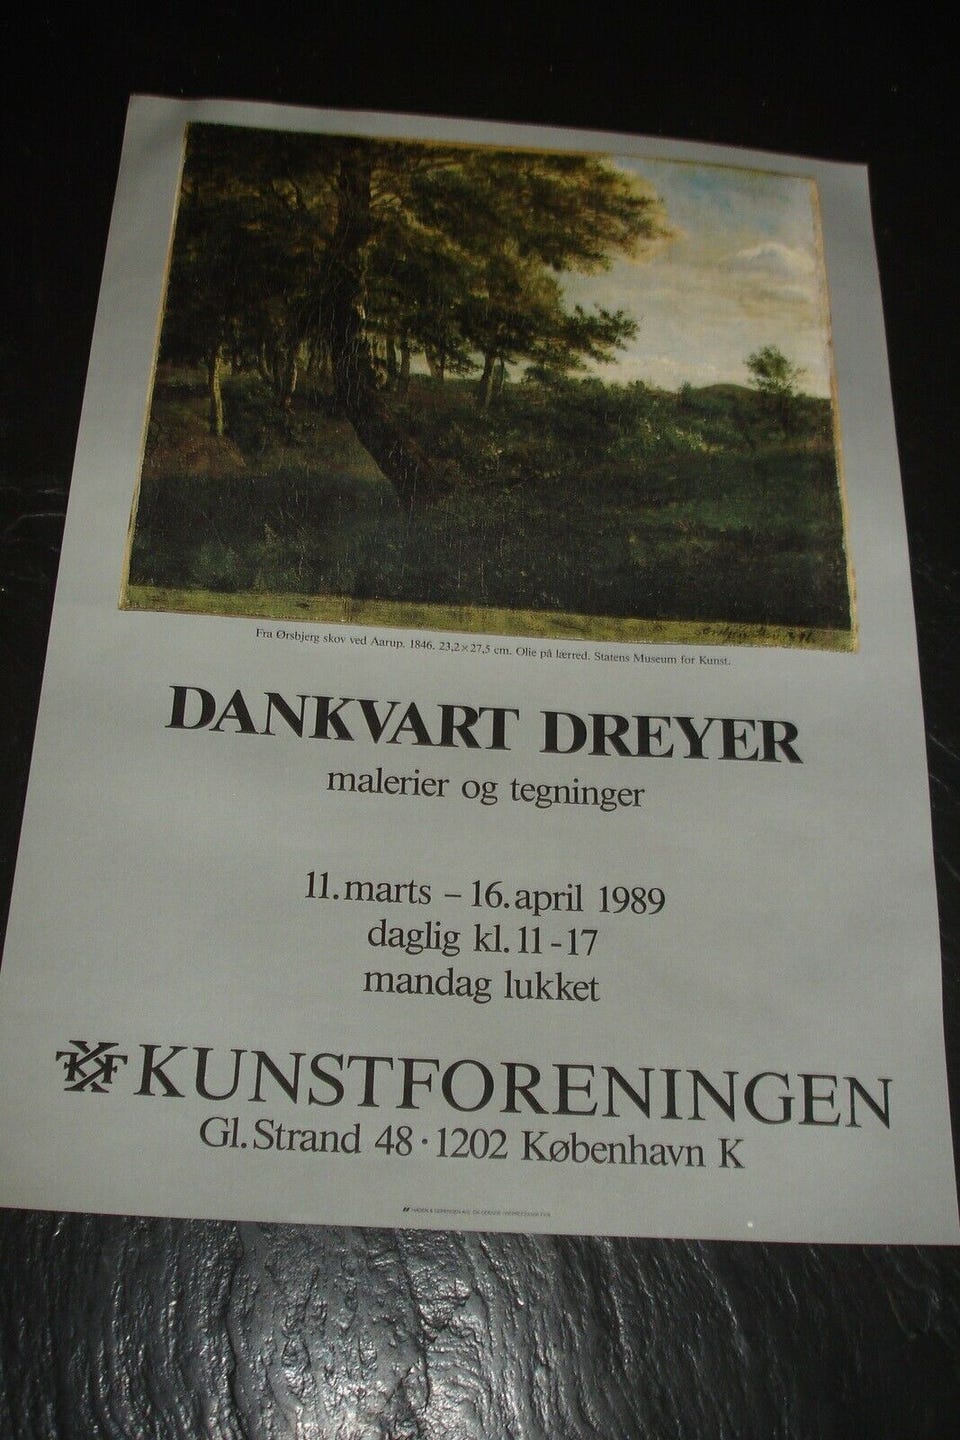 Fra Ørsbjerg skov ved Aarup. 1846. 23,2×27,5 cm. Olie på lærred. Statens Museum for Kunst.
DANKVART DREYER
malerier og tegninger
11.marts – 16.april 1989
daglig kl. 11-17
mandag lukket
KUNSTFORENINGEN
Gl. Strand 48 · 1202 København K